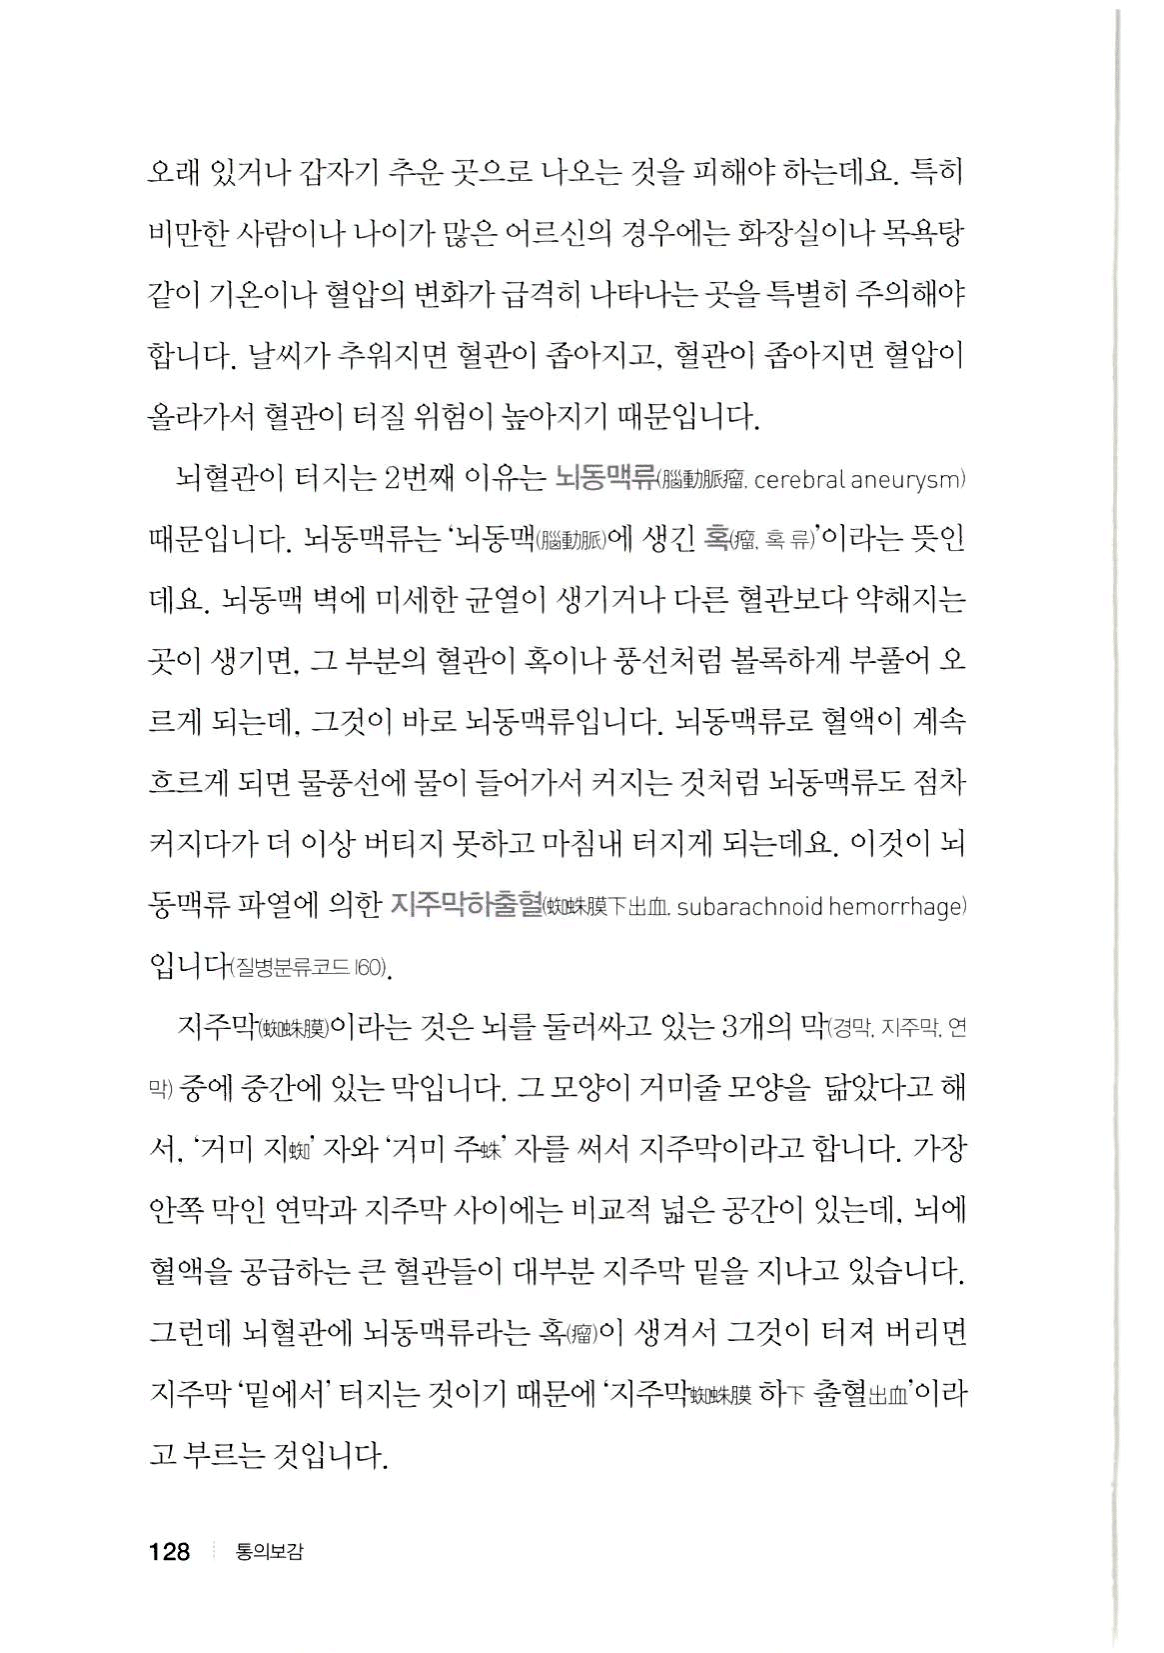 오래 있거나 갑자기 추운 곳으로 나오는 것을 피해야 하는데요. 특히
비만한 사람이나 나이가 많은 어르신의 경우에는 화장실이나 목욕탕
같이 기온이나 혈압의 변화가 급격히 나타나는 곳을 특별히 주의해야
합니다. 날씨가 추워지면 혈관이 좁아지고, 혈관이 좁아지면 혈압이
올라가서 혈관이 터질 위험이 높아지기 때문입니다.
뇌혈관이 터지는 2번째 이유는 뇌동맥류(腦動脈瘤, cerebral aneurysm)
때문입니다. 뇌동맥류는 ‘뇌동맥(腦動脈)에 생긴 혹(瘤, 혹 류)’이라는 뜻인
데요. 뇌동맥 벽에 미세한 균열이 생기거나 다른 혈관보다 약해지는
곳이 생기면, 그 부분의 혈관이 혹이나 풍선처럼 볼록하게 부풀어 오
르게 되는데, 그것이 바로 뇌동맥류입니다. 뇌동맥류로 혈액이 계속
흐르게 되면 물풍선에 물이 들어가서 커지는 것처럼 뇌동맥류도 점차
커지다가 더 이상 버티지 못하고 마침내 터지게 되는데요. 이것이 뇌
동맥류 파열에 의한 지주막하출혈(蜘蛛膜下出血, subarachnoid hemorrhage)
입니다(질병분류코드 I60).
지주막(蜘蛛膜)이라는 것은 뇌를 둘러싸고 있는 3개의 막(경막, 지주막, 연
막) 중에 중간에 있는 막입니다. 그 모양이 거미줄 모양을 닮았다고 해
서, ‘거미 지蜘’ 자와 ‘거미 주蛛’ 자를 써서 지주막이라고 합니다. 가장
안쪽 막인 연막과 지주막 사이에는 비교적 넓은 공간이 있는데, 뇌에
혈액을 공급하는 큰 혈관들이 대부분 지주막 밑을 지나고 있습니다.
그런데 뇌혈관에 뇌동맥류라는 혹(瘤)이 생겨서 그것이 터져 버리면
지주막 ‘밑에서’ 터지는 것이기 때문에 ‘지주막蜘蛛膜 하下 출혈出血’이라
고 부르는 것입니다.
128 통의보감